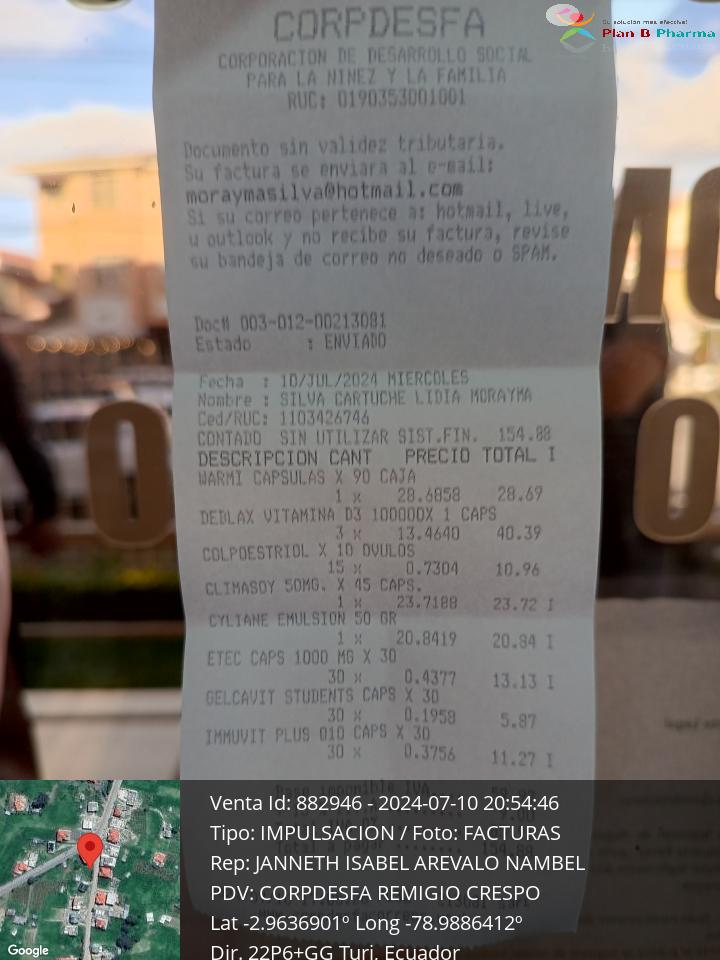 CORPDESFA
CORPORACION DE DESARROLLO SOCIAL
PARA LA NINEZ Y LA FAMILIA
RUC: 0190353001001
Su solución más efectiva!
Plan B Pharma
Documento sin validez tributaria.
Su factura se enviara al e-mail:
moraymasilva@hotmail.com
Si su correo pertenece a: hotmail, live,
u outlook y no recibe su factura, revise
su bandeja de correo no deseado o SPAM.
Doc# 003-012-00213081
Estado : ENVIADO
Fecha : 10/JUL/2024 MIERCOLES
Nombre : SILVA CARTUCHE LIDIA MORAYMA
Ced/RUC: 1103426746
CONTADO SIN UTILIZAR SIST.FIN. 154.88
DESCRIPCION CANT PRECIO TOTAL I
WARMI CAPSULAS X 90 CAJA
1 x 28.6858 28.69
DEDLAX VITAMINA D3 100000X 1 CAPS
3 x 13.4640 40.39
COLPOESTRIOL X 10 OVULOS
15 x 0.7304 10.96
CLIMASOY 50MG. X 45 CAPS.
1 x 23.7188 23.72 I
CYLIANE EMULSION 50 GR
1 x 20.8419 20.84 I
ETEC CAPS 1000 MG X 30
30 x 0.4377 13.13 I
GELCAVIT STUDENTS CAPS X 30
30 x 0.1958 5.87
IMMUVIT PLUS Q10 CAPS X 30
30 x 0.3756 11.27 I
Total a pagar ........ 154.88
Venta Id: 882946 - 2024-07-10 20:54:46
Tipo: IMPULSACION / Foto: FACTURAS
Rep: JANNETH ISABEL AREVALO NAMBEL
PDV: CORPDESFA REMIGIO CRESPO
Lat -2.9636901º Long -78.9886412º
Dir. 22P6+GG Turi, Ecuador
Google